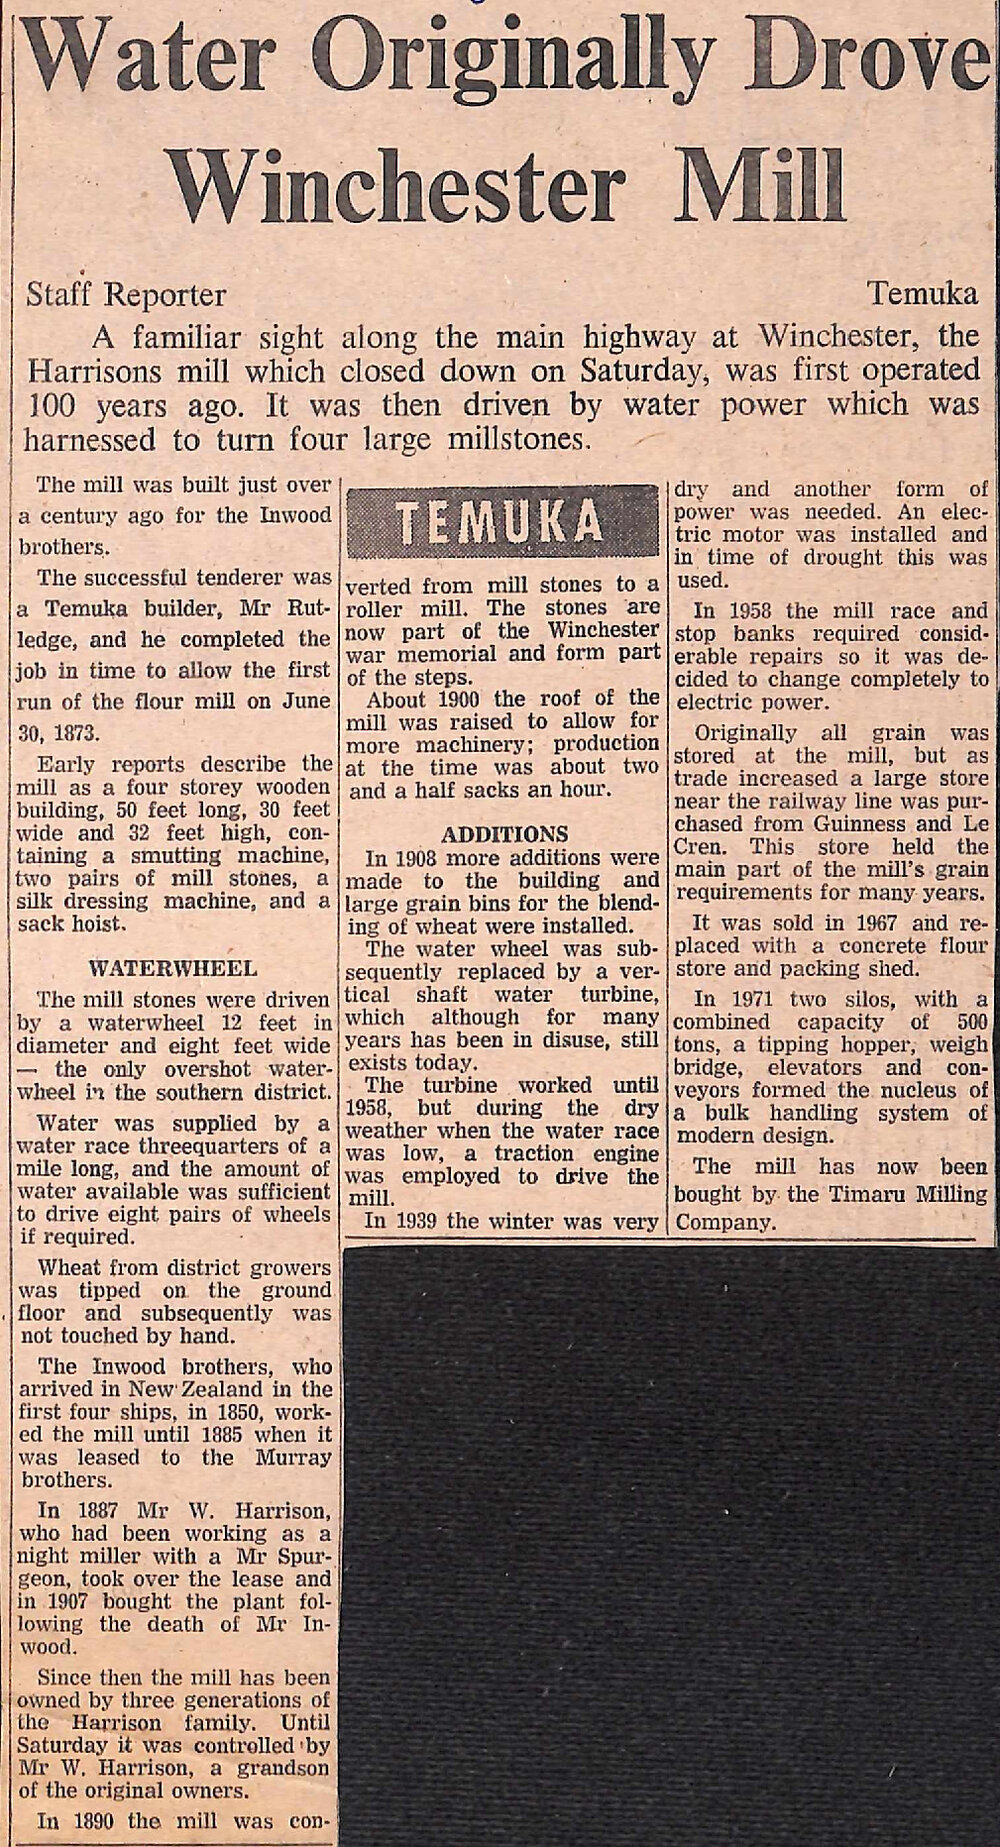 Water Originally Drove
Winchester Mill
Staff Reporter
Temuka
A familiar sight along the main highway at Winchester, the
Harrisons mill which closed down on Saturday, was first operated
100 years ago. It was then driven by water power which was
harnessed to turn four large millstones.
The mill was built just over
a century ago for the Inwood
brothers.
The successful tenderer was
a Temuka builder, Mr Rut-
ledge, and he completed the
job in time to allow the first
run of the flour mill on June
30, 1873.
Early reports describe the
mill as a four storey wooden
building, 50 feet long, 30 feet
wide and 32 feet high, con-
taining a smutting machine,
two pairs of mill stones, a
silk dressing machine, and a
sack hoist.
WATERWHEEL
The mill stones were driven
by a waterwheel 12 feet in
diameter and eight feet wide
— the only overshot water-
wheel in the southern district.
Water was supplied by a
water race threequarters of a
mile long, and the amount of
water available was sufficient
to drive eight pairs of wheels
if required.
Wheat from district growers
was tipped on the ground
floor and subsequently was
not touched by hand.
The Inwood brothers, who
arrived in New Zealand in the
first four ships, in 1850, work-
ed the mill until 1885 when it
was leased to the Murray
brothers.
In 1887 Mr W. Harrison,
who had been working as a
night miller with a Mr Spur-
geon, took over the lease and
in 1907 bought the plant fol-
lowing the death of Mr In-
wood.
Since then the mill has been
owned by three generations of
the Harrison family. Until
Saturday it was controlled by
Mr W. Harrison, a grandson
of the original owners.
In 1890 the mill was con-
TEMUKA
verted from mill stones to a
roller mill. The stones are
now part of the Winchester
war memorial and form part
of the steps.
About 1900 the roof of the
mill was raised to allow for
more machinery; production
at the time was about two
and a half sacks an hour.
ADDITIONS
In 1908 more additions were
made to the building and
large grain bins for the blend-
ing of wheat were installed.
The water wheel was sub-
sequently replaced by a ver-
tical shaft water turbine,
which although for many
years has been in disuse, still
exists today.
The turbine worked until
1958, but during the dry
weather when the water race
was low, a traction engine
was employed to drive the
mill.
In 1939 the winter was very
dry and another form of
power was needed. An elec-
tric motor was installed and
in time of drought this was
used.
In 1958 the mill race and
stop banks required consid-
erable repairs so it was de-
cided to change completely to
electric power.
Originally all grain was
stored at the mill, but as
trade increased a large store
near the railway line was pur-
chased from Guinness and Le
Cren. This store held the
main part of the mill's grain
requirements for many years.
It was sold in 1967 and re-
placed with a concrete flour
store and packing shed.
In 1971 two silos, with a
combined capacity of 500
tons, a tipping hopper, weigh
bridge, elevators and con-
veyors formed the nucleus of
a bulk handling system of
modern design.
The mill has now been
bought by the Timaru Milling
Company.